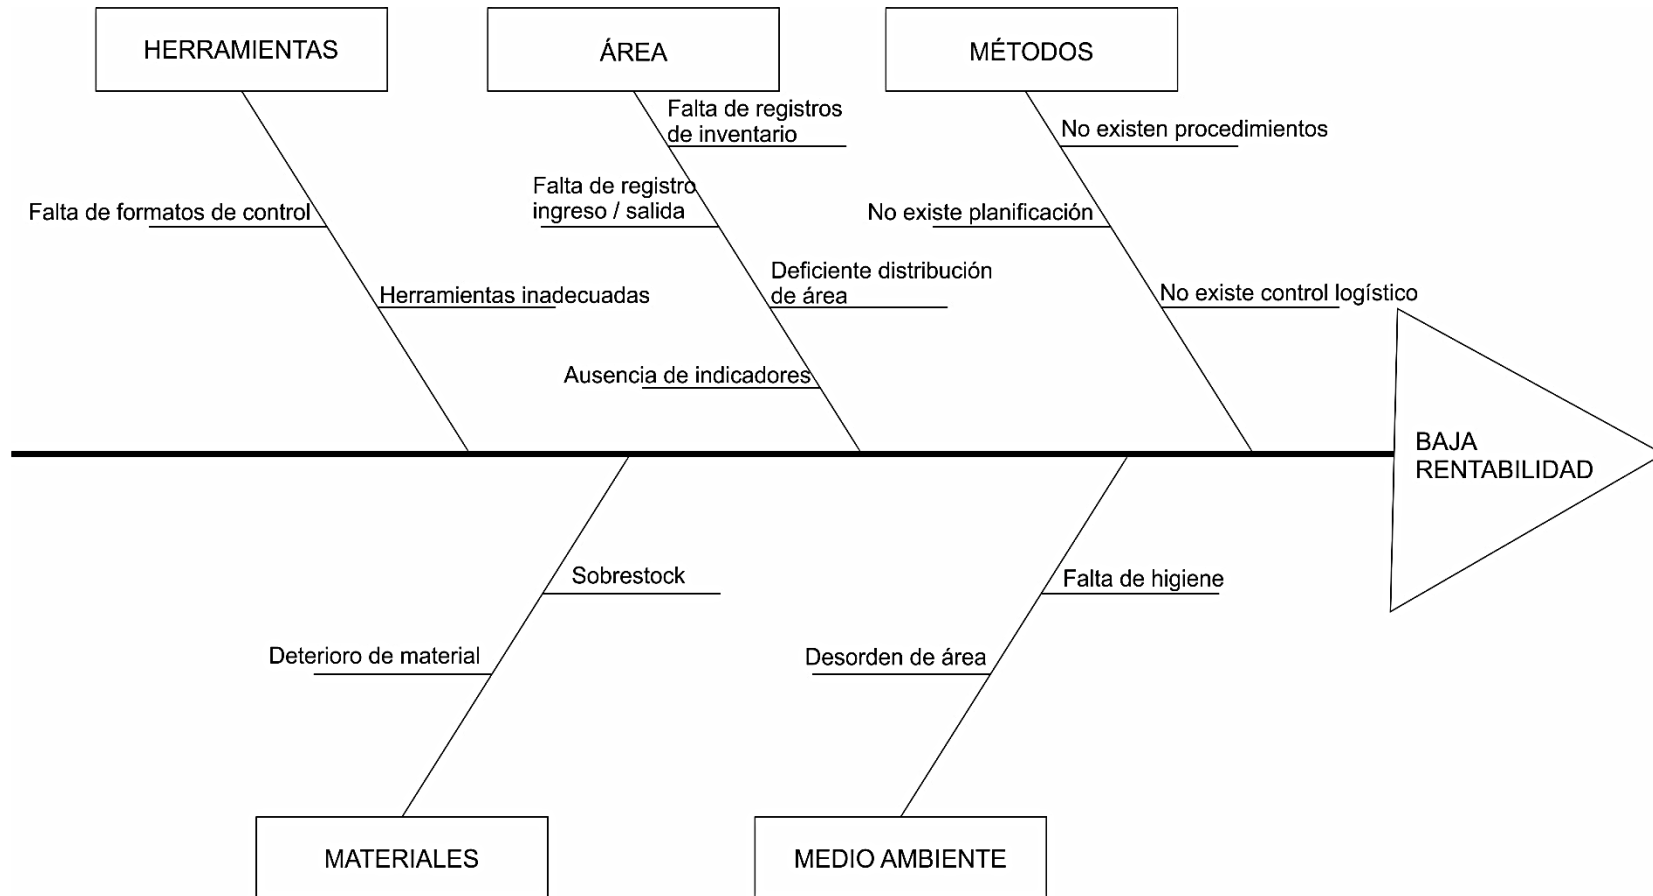 HERRAMIENTAS
ÁREA
MÉTODOS
Falta de registros
de inventario
No existen procedimientos
Falta de formatos de control
Falta de registro
ingreso / salida
No existe planificación
Herramientas inadecuadas
Deficiente distribución
de área
No existe control logístico
Ausencia de indicadores
BAJA
RENTABILIDAD
Sobrestock
Falta de higiene
Deterioro de material
Desorden de área
MATERIALES
MEDIO AMBIENTE